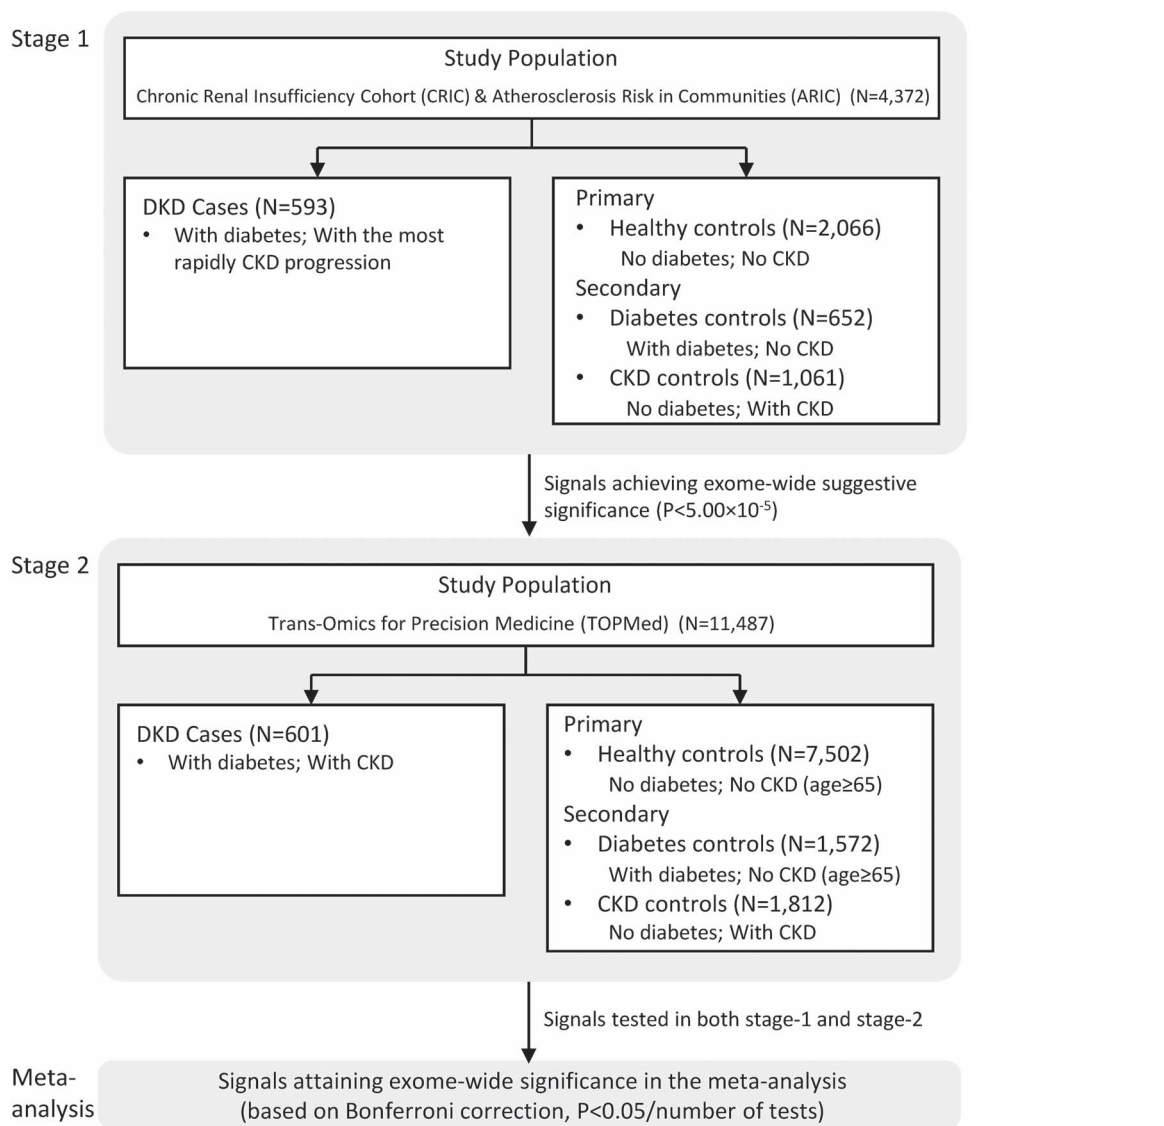 Stage 1
Study Population
Chronic Renal Insufficiency Cohort (CRIC) & Atherosclerosis Risk in Communities (ARIC) (N=4,372)
DKD Cases (N=593)
• With diabetes; With the most
rapidly CKD progression
Primary
• Healthy controls (N=2,066)
No diabetes; No CKD
Secondary
• Diabetes controls (N=652)
With diabetes; No CKD
• CKD controls (N=1,061)
No diabetes; With CKD
Signals achieving exome-wide suggestive
significance (P<5.00×10⁻⁵)
Stage 2
Study Population
Trans-Omics for Precision Medicine (TOPMed) (N=11,487)
DKD Cases (N=601)
• With diabetes; With CKD
Primary
• Healthy controls (N=7,502)
No diabetes; No CKD (age≥65)
Secondary
• Diabetes controls (N=1,572)
With diabetes; No CKD (age≥65)
• CKD controls (N=1,812)
No diabetes; With CKD
Signals tested in both stage-1 and stage-2
Meta-
analysis
Signals attaining exome-wide significance in the meta-analysis
(based on Bonferroni correction, P<0.05/number of tests)